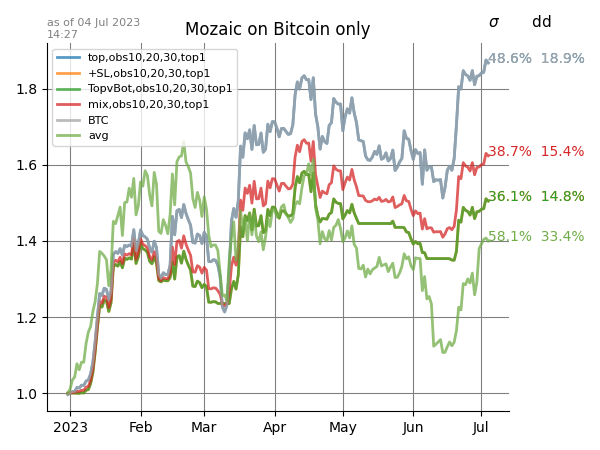 as of 04 Jul 2023
14:27
Mozaic on Bitcoin only
σ dd
top,obs10,20,30,top1
+SL,obs10,20,30,top1
TopvBot,obs10,20,30,top1
mix,obs10,20,30,top1
BTC
avg
48.6% 18.9%
38.7% 15.4%
36.1% 14.8%
58.1% 33.4%
1.8
1.6
1.4
1.2
1.0
2023 Feb Mar Apr May Jun Jul